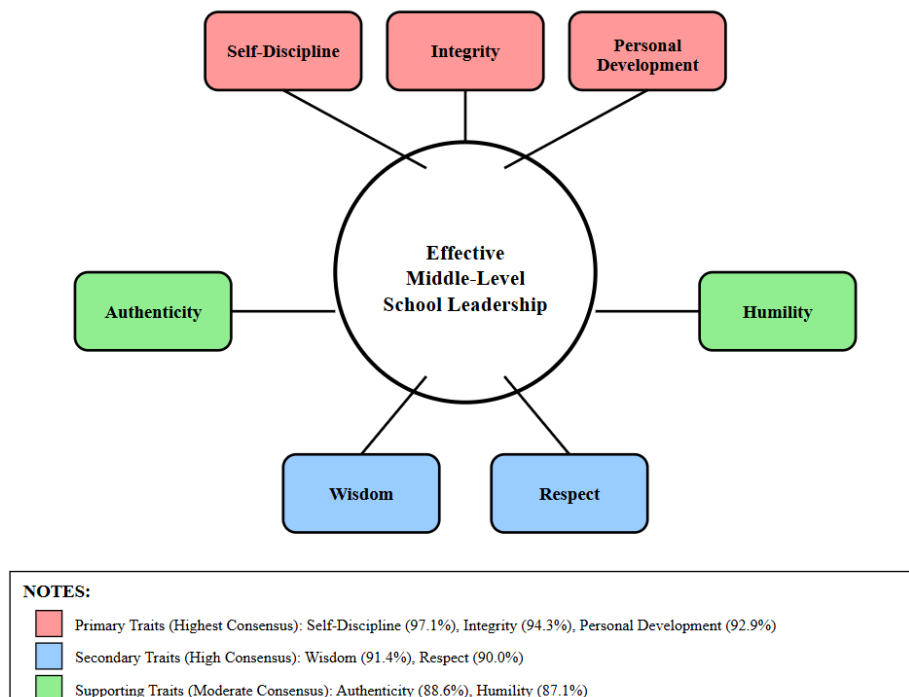 Self-Discipline
Integrity
Personal
Development
Effective
Middle-Level
School Leadership
Authenticity
Humility
Wisdom
Respect
NOTES:
Primary Traits (Highest Consensus): Self-Discipline (97.1%), Integrity (94.3%), Personal Development (92.9%)
Secondary Traits (High Consensus): Wisdom (91.4%), Respect (90.0%)
Supporting Traits (Moderate Consensus): Authenticity (88.6%), Humility (87.1%)